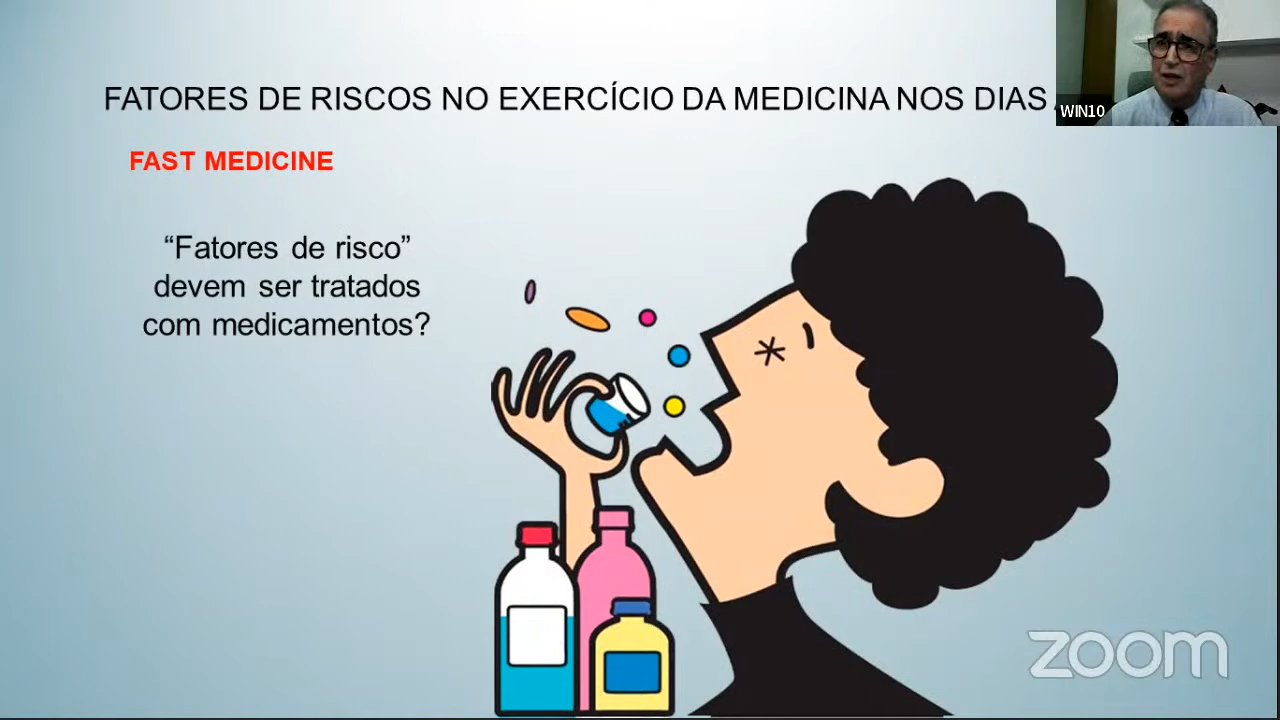 FATORES DE RISCOS NO EXERCÍCIO DA MEDICINA NOS DIAS
WIN10
FAST MEDICINE
“Fatores de risco”
devem ser tratados
com medicamentos?
zoom